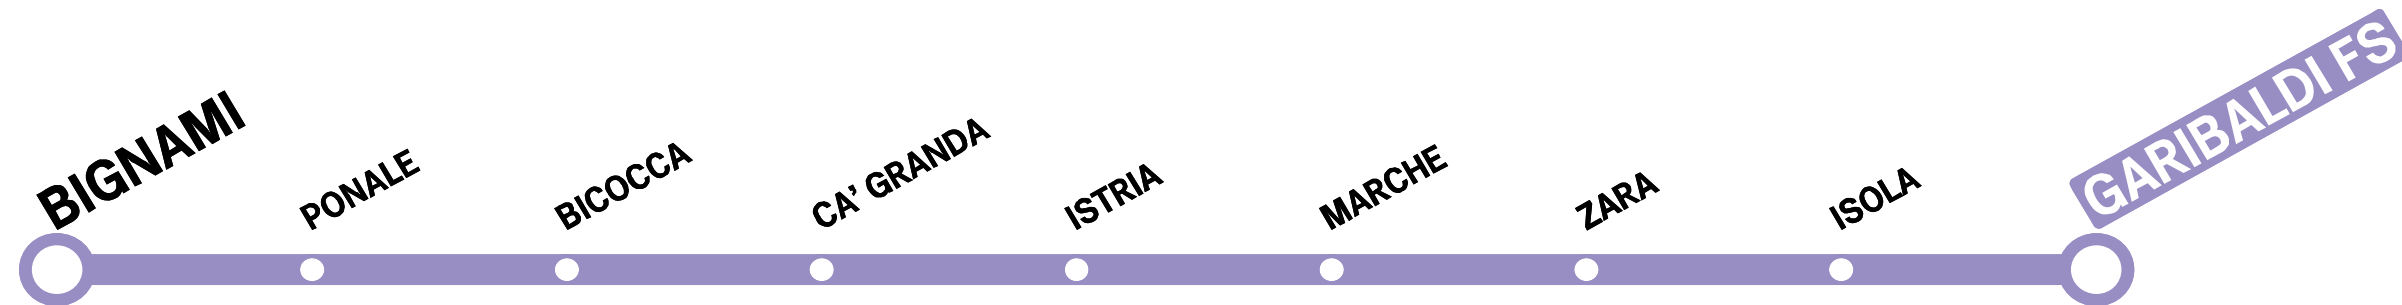 BIGNAMI
PONALE
BICOCCA
CA' GRANDA
ISTRIA
MARCHE
ZARA
ISOLA
GARIBALDI FS